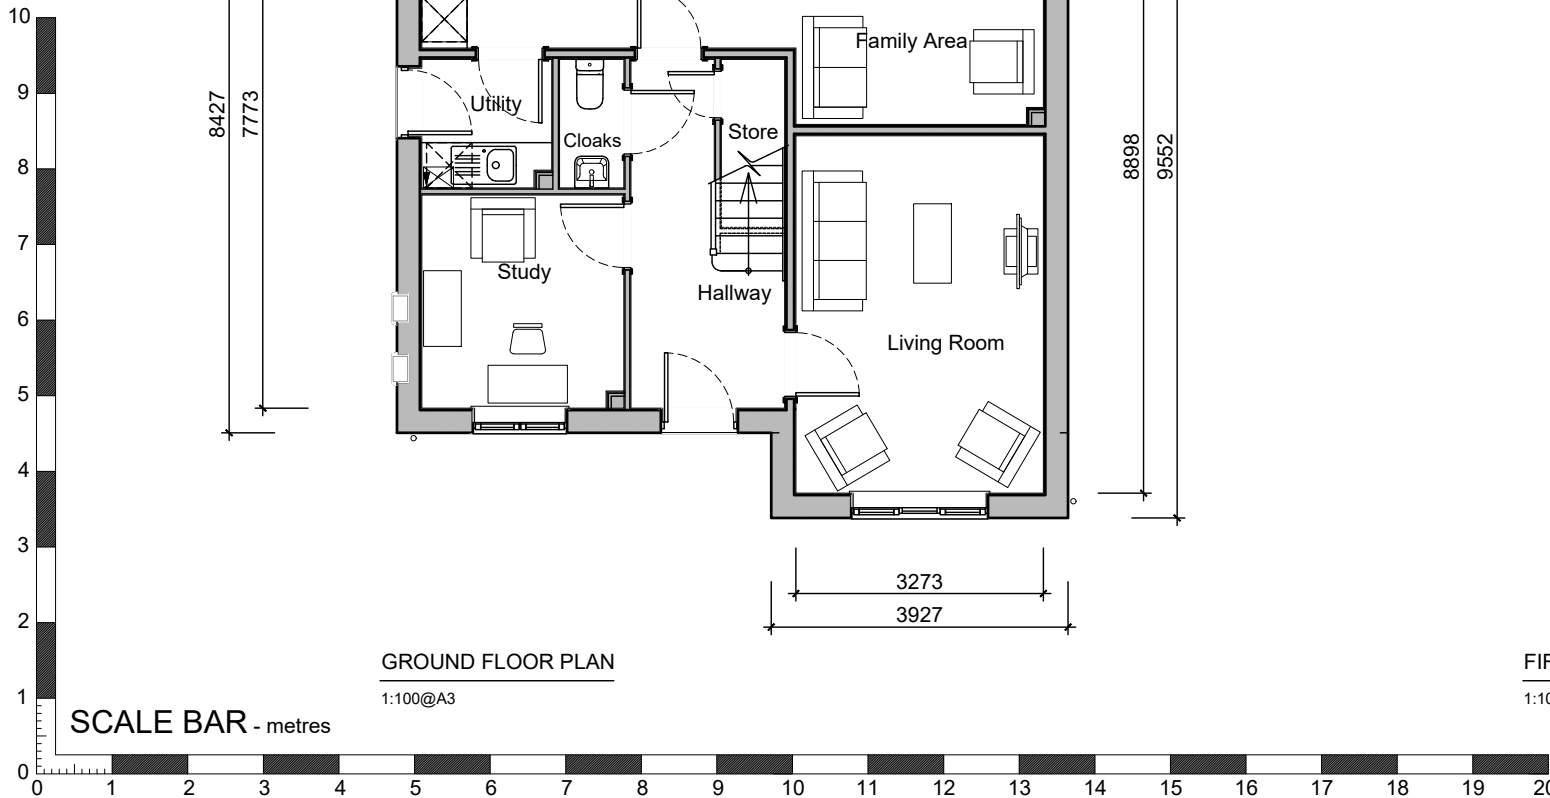 10
9
8
7
6
5
4
3
2
1
0
8427
7773
Family Area
Utility
Cloaks
Store
Study
Hallway
Living Room
8898
9552
3273
3927
GROUND FLOOR PLAN
1:100@A3
FIR
1:10
SCALE BAR - metres
0 1 2 3 4 5 6 7 8 9 10 11 12 13 14 15 16 17 18 19 20